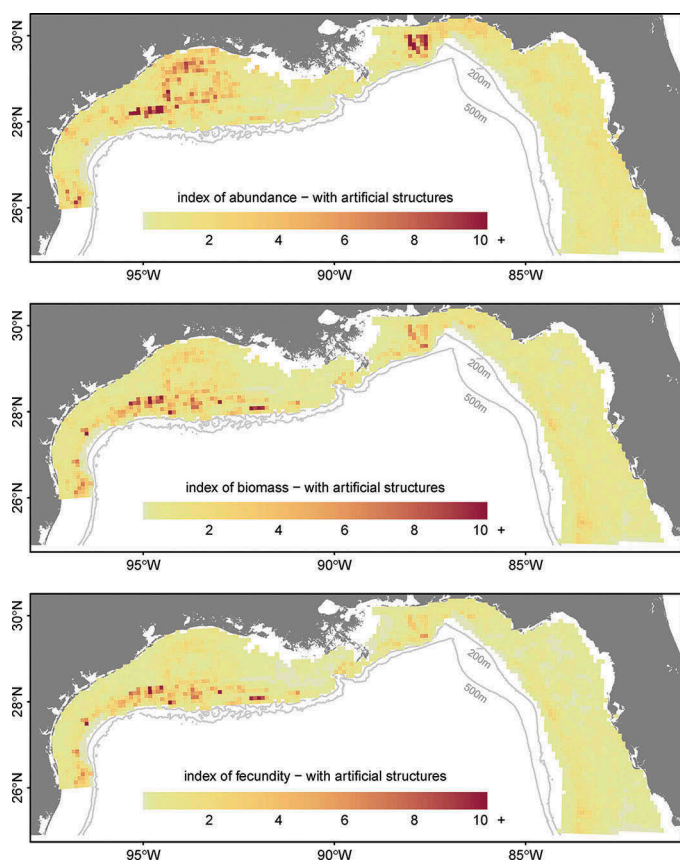 30°N
28°N
26°N
200m
500m
index of abundance – with artificial structures
2 4 6 8 10 +
95°W 90°W 85°W
30°N
28°N
26°N
200m
500m
index of biomass – with artificial structures
2 4 6 8 10 +
95°W 90°W 85°W
30°N
28°N
26°N
200m
500m
index of fecundity – with artificial structures
2 4 6 8 10 +
95°W 90°W 85°W